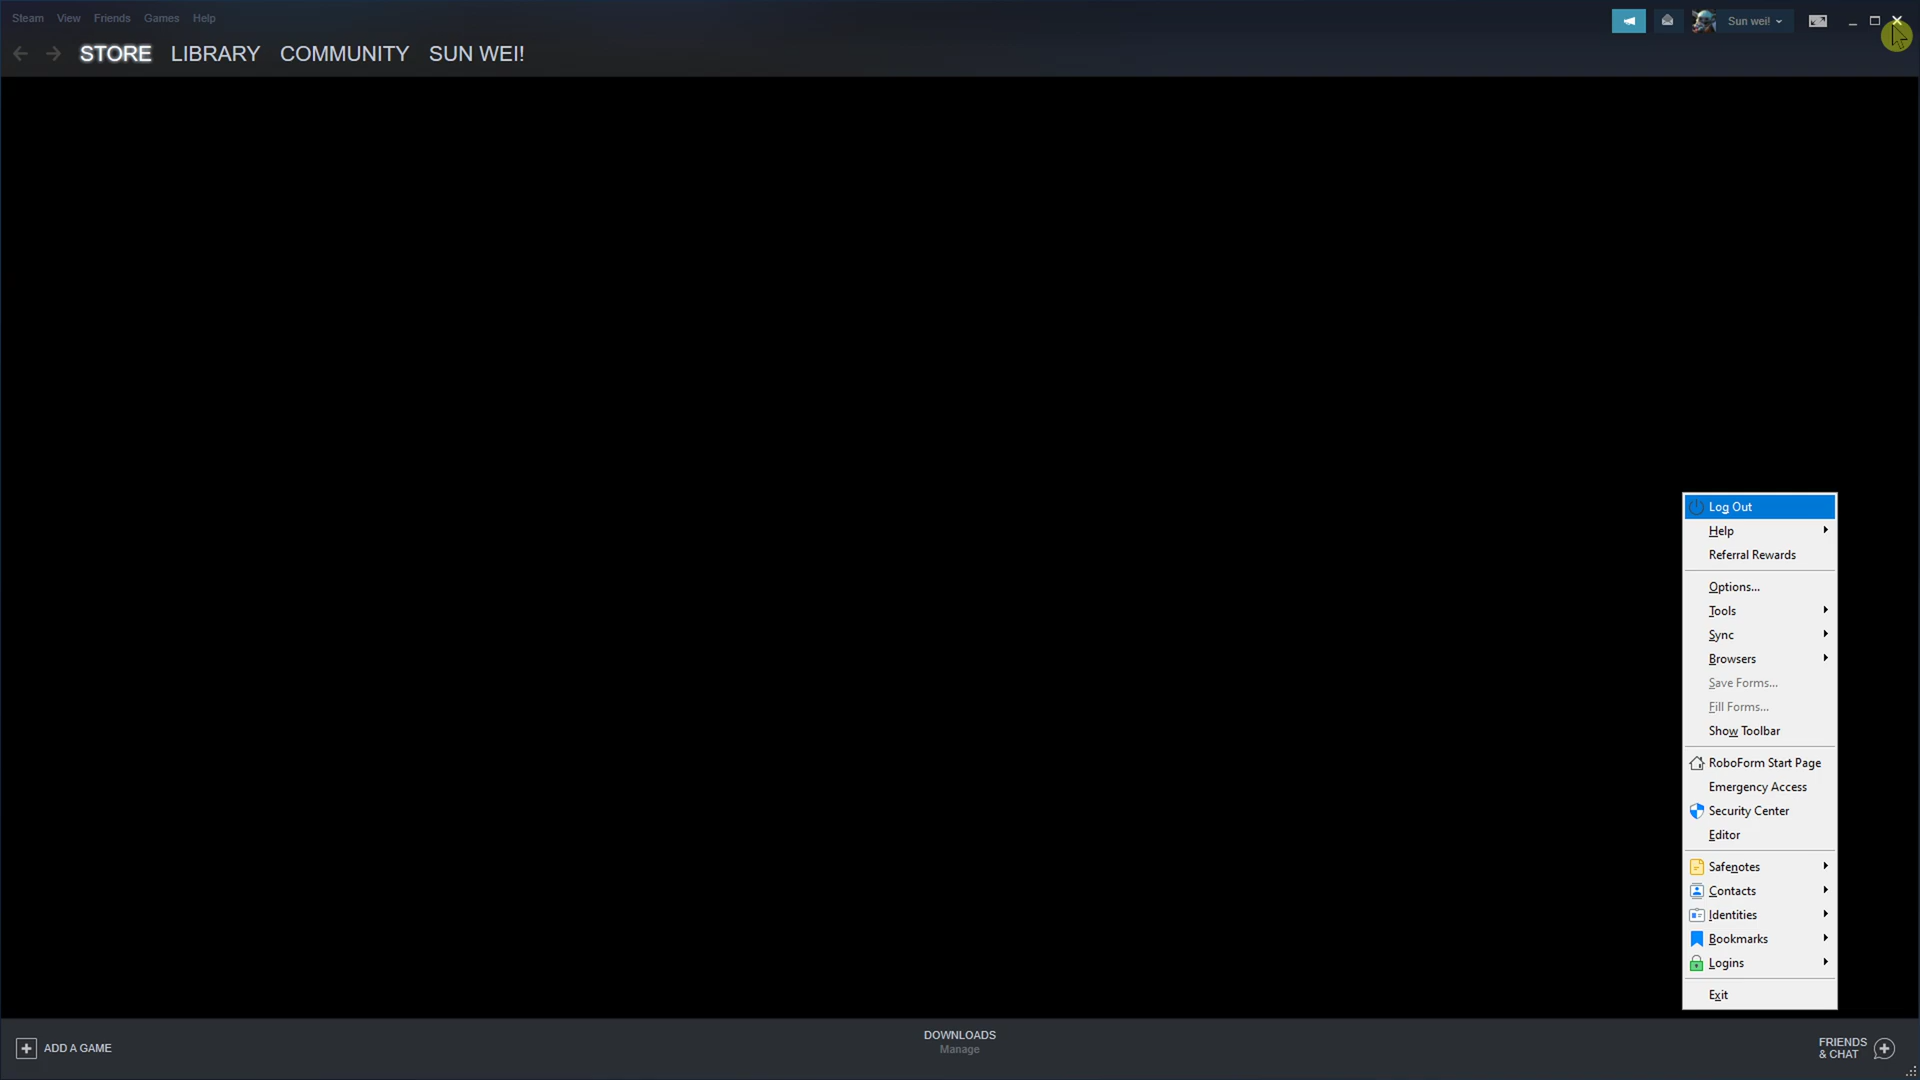 Steam View Friends Games Help
Sun wei!
STORE LIBRARY COMMUNITY SUN WEI!
Log Out
Help
Referral Rewards
Options...
Tools
Sync
Browsers
Save Forms...
Fill Forms...
Show Toolbar
RoboForm Start Page
Emergency Access
Security Center
Editor
Safenotes
Contacts
Identities
Bookmarks
Logins
Exit
ADD A GAME
DOWNLOADS
Manage
FRIENDS
& CHAT